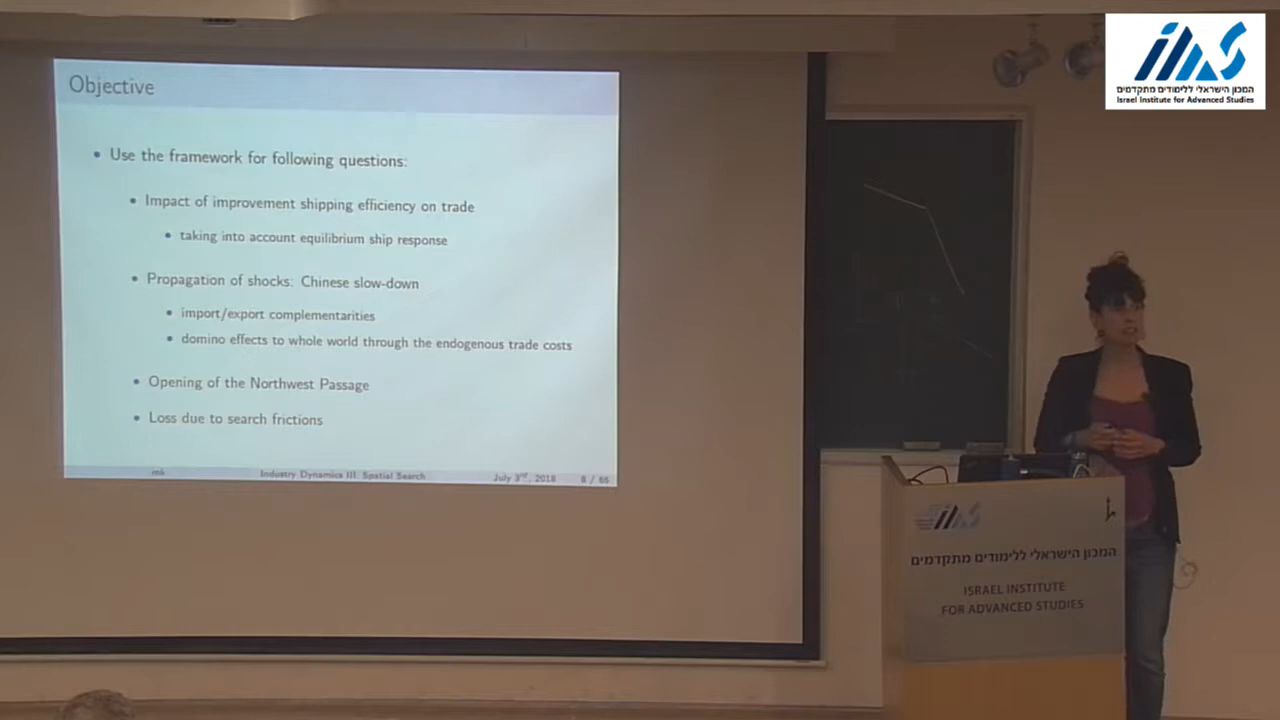 Objective
Use the framework for following questions:
Impact of improvement shipping efficiency on trade
taking into account equilibrium ship response
Propagation of shocks: Chinese slow-down
import/export complementarities
domino effects to whole world through the endogenous trade costs
Opening of the Northwest Passage
Loss due to search frictions
mk Industry Dynamics III: Spatial Search July 3rd, 2018 8 / 66
IIAS
המכון הישראלי ללימודים מתקדמים
Israel Institute for Advanced Studies
IIAS
המכון הישראלי ללימודים מתקדמים
ISRAEL INSTITUTE
FOR ADVANCED STUDIES